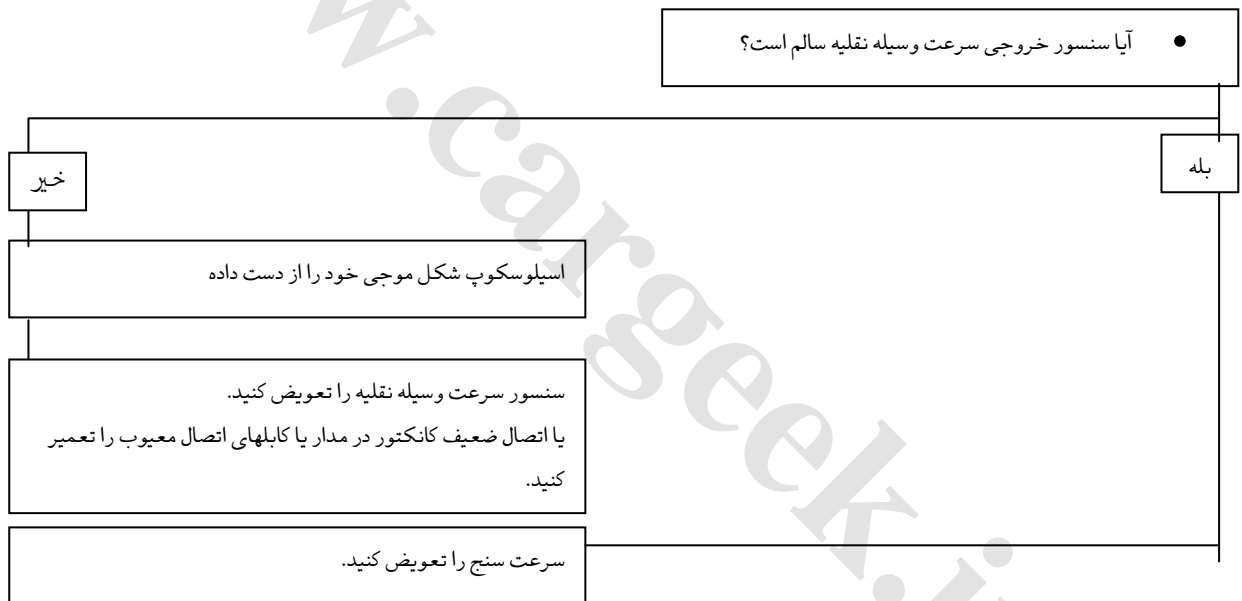 ● آیا سنسور خروجی سرعت وسیله نقلیه سالم است؟
بله
خیر
اسیلوسکوپ شکل موجی خود را از دست داده
سنسور سرعت وسیله نقلیه را تعویض کنید.
یا اتصال ضعیف کانکتور در مدار یا کابلهای اتصال معیوب را تعمیر
کنید.
سرعت سنج را تعویض کنید.
w.cargeek.i